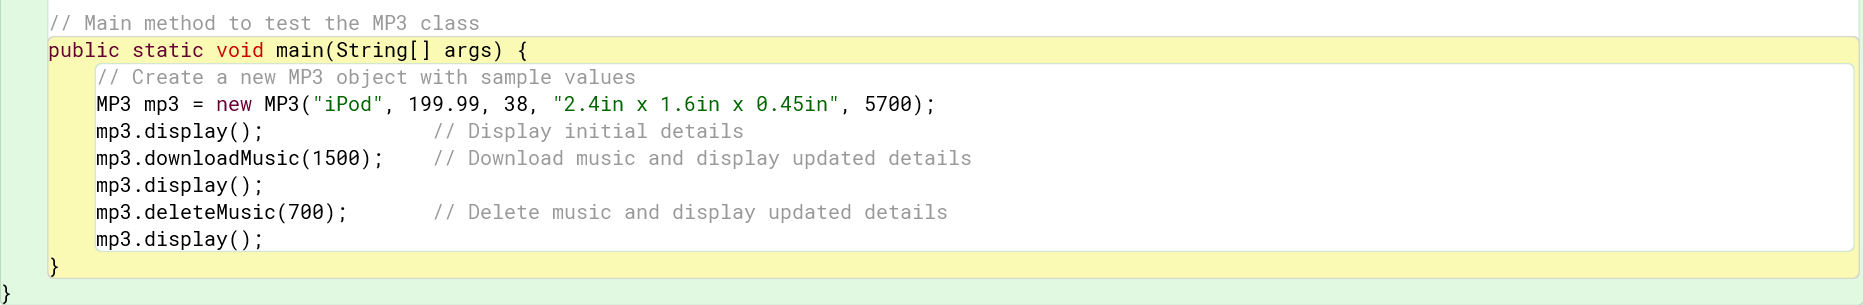 // Main method to test the MP3 class
public static void main(String[] args) {
    // Create a new MP3 object with sample values
    MP3 mp3 = new MP3("iPod", 199.99, 38, "2.4in x 1.6in x 0.45in", 5700);
    mp3.display();              // Display initial details
    mp3.downloadMusic(1500);    // Download music and display updated details
    mp3.display();
    mp3.deleteMusic(700);       // Delete music and display updated details
    mp3.display();
}
}